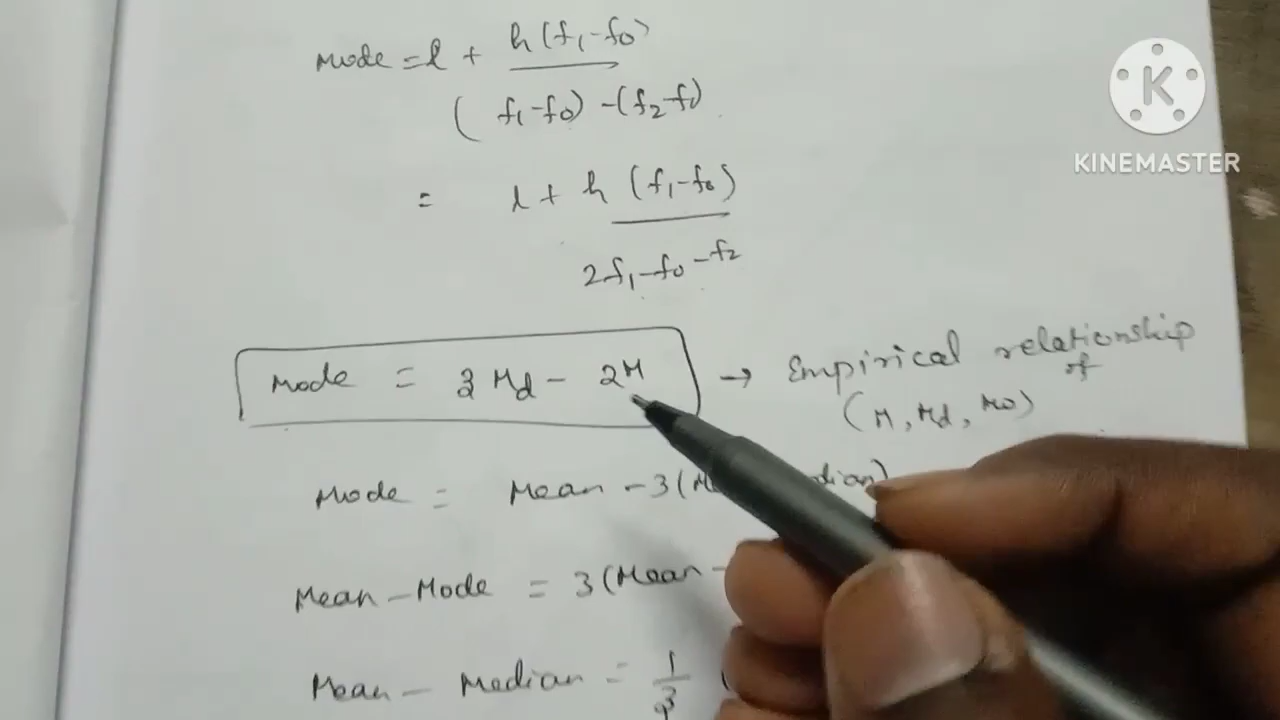 Mode = l + h(f1-f0)
( f1-f0) -(f2-f1)
K
KINEMASTER
= l + h (f1-f0)
2f1-f0-f2
Mode = 3 Md - 2M → Empirical relationship
of
(M, Md, Mo)
Mode = Mean - 3(
Mean - Mode = 3(Mean -
Mean - Median = 1
3